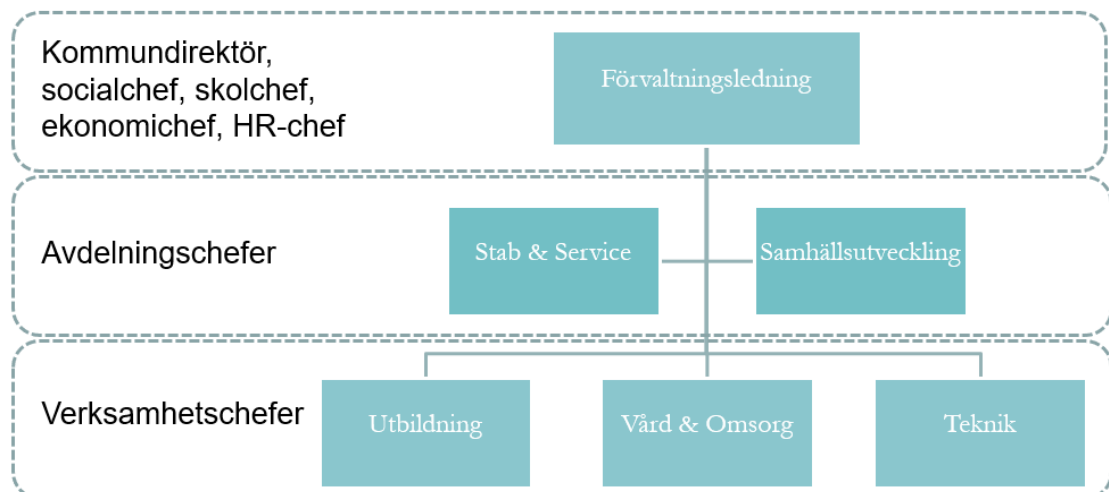 Kommundirektör,
socialchef, skolchef,
ekonomichef, HR-chef
Förvaltningsledning
Avdelningschefer
Stab & Service
Samhällsutveckling
Verksamhetschefer
Utbildning
Vård & Omsorg
Teknik